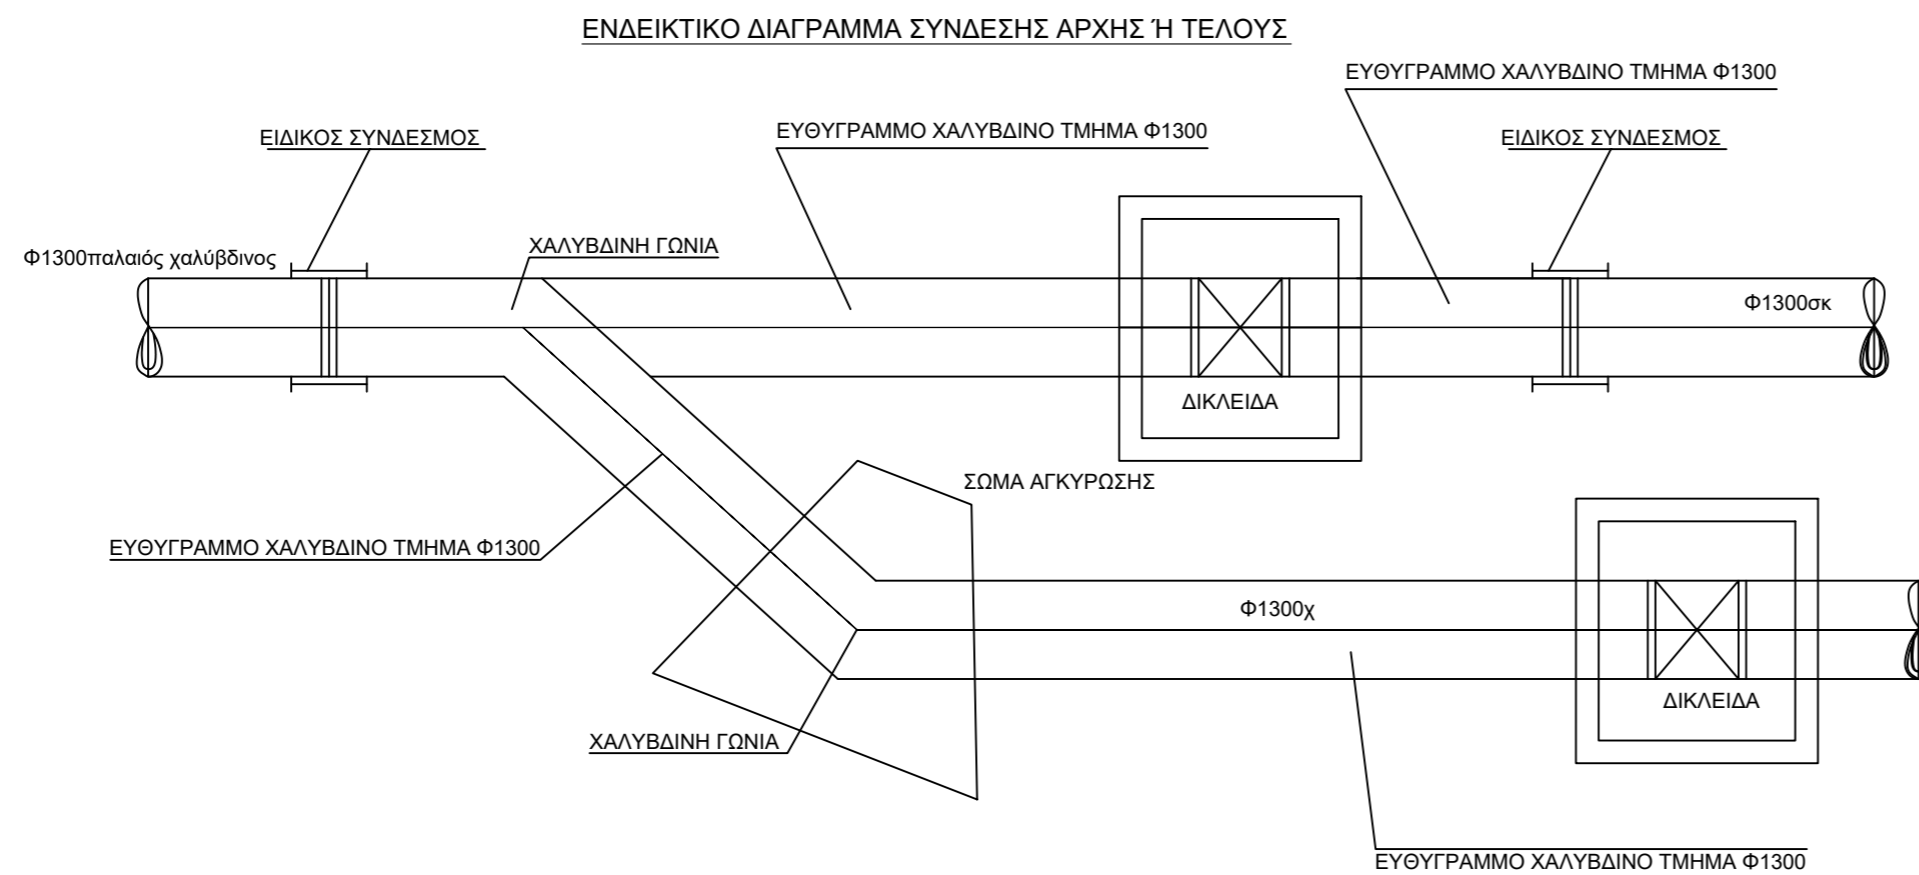 ΕΝΔΕΙΚΤΙΚΟ ΔΙΑΓΡΑΜΜΑ ΣΥΝΔΕΣΗΣ ΑΡΧΗΣ Ή ΤΕΛΟΥΣ
ΕΥΘΥΓΡΑΜΜΟ ΧΑΛΥΒΔΙΝΟ ΤΜΗΜΑ Φ1300
ΕΙΔΙΚΟΣ ΣΥΝΔΕΣΜΟΣ
ΕΥΘΥΓΡΑΜΜΟ ΧΑΛΥΒΔΙΝΟ ΤΜΗΜΑ Φ1300
ΕΙΔΙΚΟΣ ΣΥΝΔΕΣΜΟΣ
Φ1300παλαιός χαλύβδινος
ΧΑΛΥΒΔΙΝΗ ΓΩΝΙΑ
Φ1300σκ
ΔΙΚΛΕΙΔΑ
ΣΩΜΑ ΑΓΚΥΡΩΣΗΣ
ΕΥΘΥΓΡΑΜΜΟ ΧΑΛΥΒΔΙΝΟ ΤΜΗΜΑ Φ1300
Φ1300χ
ΔΙΚΛΕΙΔΑ
ΧΑΛΥΒΔΙΝΗ ΓΩΝΙΑ
ΕΥΘΥΓΡΑΜΜΟ ΧΑΛΥΒΔΙΝΟ ΤΜΗΜΑ Φ1300